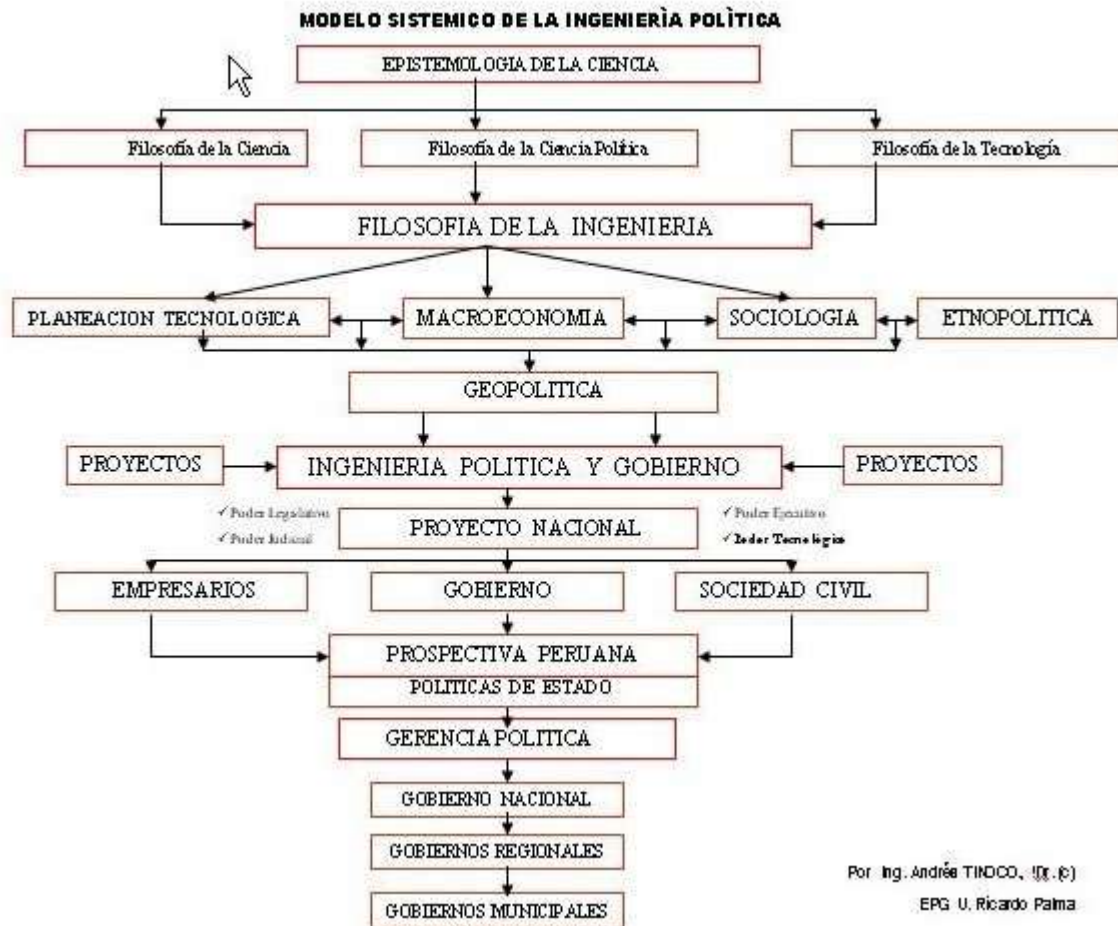 MODELO SISTEMICO DE LA INGENIERÌA POLÌTICA
EPISTEMOLOGIA DE LA CIENCIA
Filosofía de la Ciencia
Filosofía de la Ciencia Política
Filosofía de la Tecnología
FILOSOFIA DE LA INGENIERIA
PLANEACION TECNOLOGICA
MACROECONOMIA
SOCIOLOGIA
ETNOPOLITICA
GEOPOLITICA
PROYECTOS
INGENIERIA POLITICA Y GOBIERNO
PROYECTOS
✓ Poder Legislativo
✓ Poder Judicial
PROYECTO NACIONAL
✓ Poder Ejecutivo
✓ Poder Tecnológico
EMPRESARIOS
GOBIERNO
SOCIEDAD CIVIL
PROSPECTIVA PERUANA
POLITICAS DE ESTADO
GERENCIA POLITICA
GOBIERNO NACIONAL
GOBIERNOS REGIONALES
GOBIERNOS MUNICIPALES
Por Ing. Andrés TINOCO, Dr. (c)
EPG U. Ricardo Palma